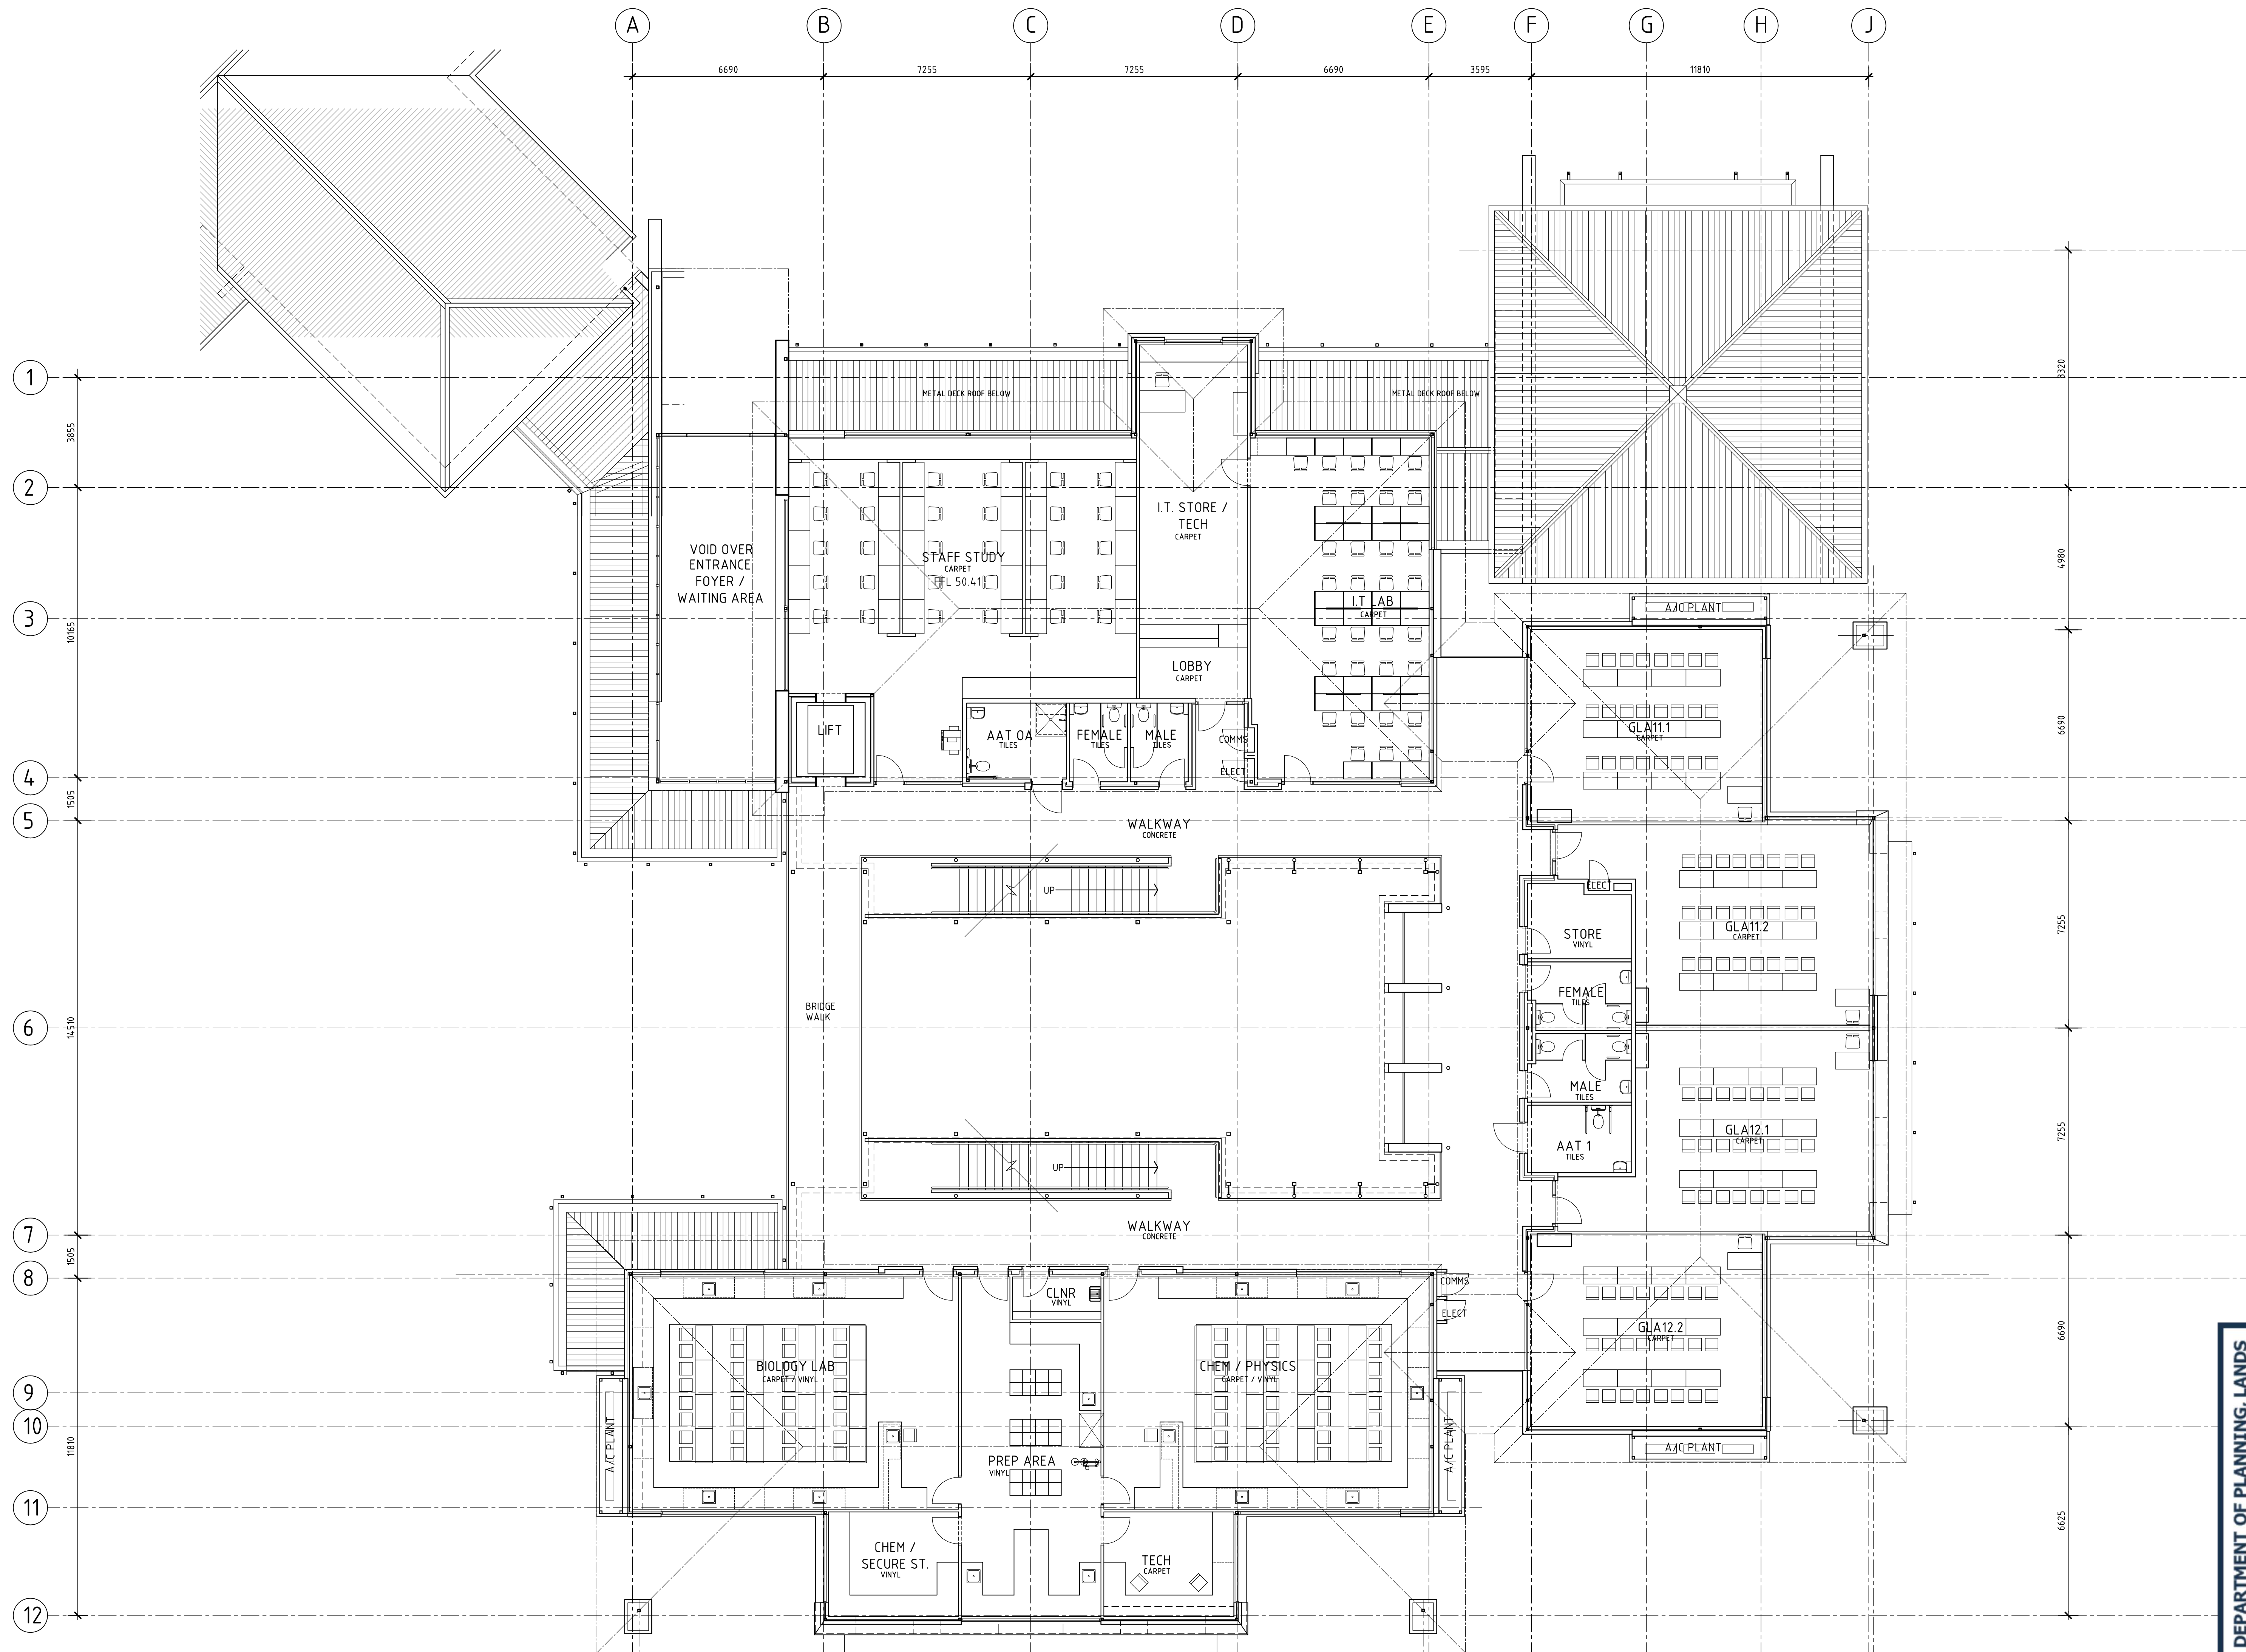 A
B
C
D
E
F
G
H
J
6690
7255
7255
6690
3595
11810
1
2
3
4
5
6
7
8
9
10
11
12
3855
10165
1505
14510
1505
11810
8320
4980
6690
7255
7255
6690
6625
METAL DECK ROOF BELOW
METAL DECK ROOF BELOW
VOID OVER
ENTRANCE
FOYER /
WAITING AREA
STAFF STUDY
CARPET
FFL 50.41
I.T. STORE /
TECH
CARPET
I.T LAB
CARPET
LOBBY
CARPET
LIFT
AAT OA
TILES
FEMALE
TILES
MALE
TILES
COMMS
ELECT
A/C PLANT
GLA11.1
CARPET
WALKWAY
CONCRETE
UP
ELECT
STORE
VINYL
GLA11.2
CARPET
BRIDGE
WALK
FEMALE
TILES
MALE
TILES
AAT 1
TILES
GLA12.1
CARPET
UP
WALKWAY
CONCRETE
CLNR
VINYL
COMMS
ELECT
GLA12.2
CARPET
BIOLOGY LAB
CARPET / VINYL
CHEM / PHYSICS
CARPET / VINYL
A/C PLANT
PREP AREA
VINYL
A/C PLANT
A/C PLANT
CHEM /
SECURE ST.
VINYL
TECH
CARPET
DEPARTMENT OF PLANNING, LANDS